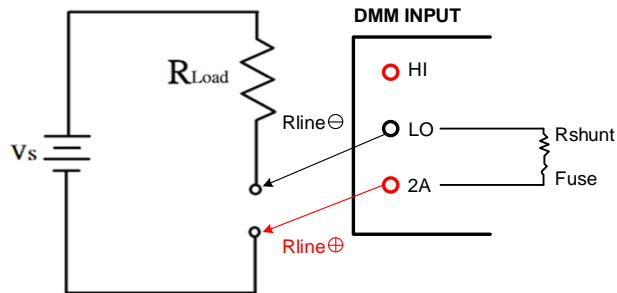 DMM INPUT
HI
RLoad
Rline⊖
LO
Rshunt
Vs
2A
Fuse
Rline⊕